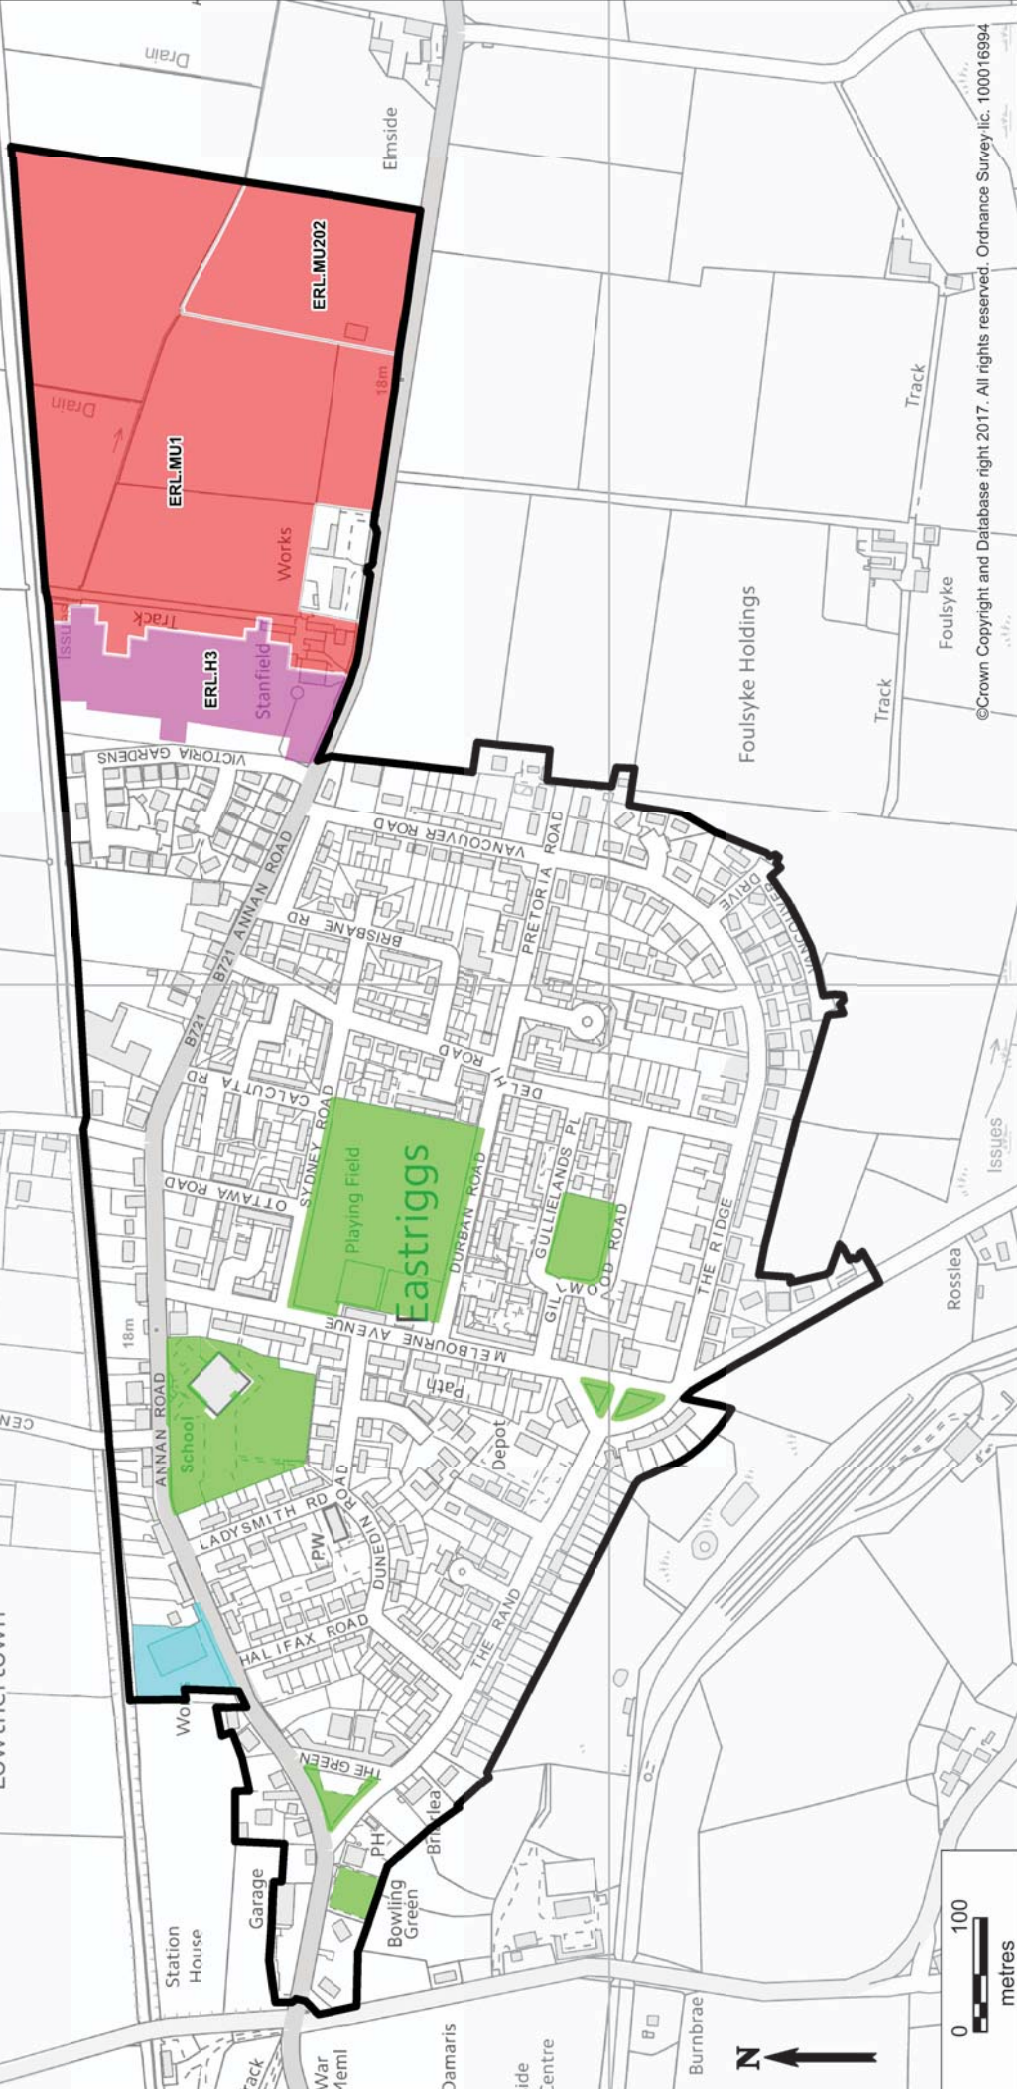 Drain
Elmside
ERL.MU202
Drain
18m
ERL.MU1
Works
Track
Issues
ERL.H3
Stanfield
VICTORIA GARDENS
Foulsyke Holdings
Track
Foulsyke
Track
©Crown Copyright and Database right 2017. All rights reserved. Ordnance Survey lic. 100016994
B721 ANNAN ROAD
VANCOUVER ROAD
PRETORIA ROAD
BRISBANE RD
VANCOUVER
DRIVE
B721
CALCUTTA RD
DELHI ROAD
SYDNEY ROAD
OTTAWA ROAD
Playing Field
Eastriggs
DURBAN ROAD
GULLIELANDS PL
THE RIDGE
Issues
Rosslea
18m
MELBOURNE AVENUE
ANNAN ROAD
School
Path
Depot
LADYSMITH RD
PW
DUNEDIN ROAD
HALIFAX ROAD
THE RAND
THE GREEN
PH
Garage
Bowling
Green
Station
House
War
Meml
Burnbrae
N
0
100
metres